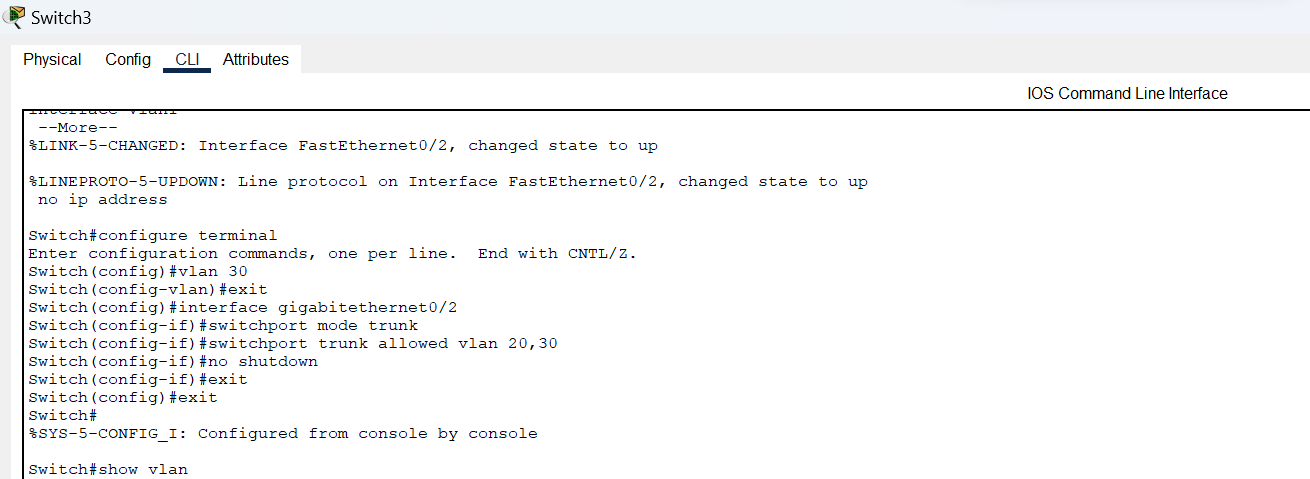 Switch3
Physical Config CLI Attributes
IOS Command Line Interface
interface Vlan1
--More--
%LINK-5-CHANGED: Interface FastEthernet0/2, changed state to up
%LINEPROTO-5-UPDOWN: Line protocol on Interface FastEthernet0/2, changed state to up
no ip address
Switch#configure terminal
Enter configuration commands, one per line.  End with CNTL/Z.
Switch(config)#vlan 30
Switch(config-vlan)#exit
Switch(config)#interface gigabitethernet0/2
Switch(config-if)#switchport mode trunk
Switch(config-if)#switchport trunk allowed vlan 20,30
Switch(config-if)#no shutdown
Switch(config-if)#exit
Switch(config)#exit
Switch#
%SYS-5-CONFIG_I: Configured from console by console
Switch#show vlan